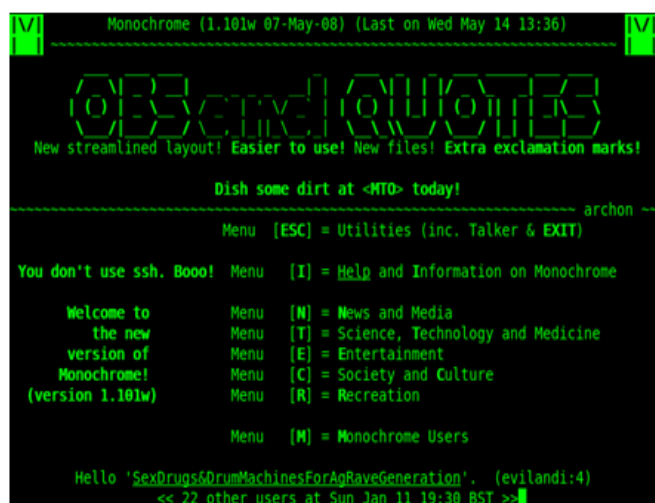 Monochrome (1.101w 07-May-08) (Last on Wed May 14 13:36)
OBS and QUOTES
New streamlined layout! Easier to use! New files! Extra exclamation marks!
Dish some dirt at <MTO> today!
archon
Menu [ESC] = Utilities (inc. Talker & EXIT)
You don't use ssh. Booo! Menu [I] = Help and Information on Monochrome
Welcome to Menu [N] = News and Media
the new Menu [T] = Science, Technology and Medicine
version of Menu [E] = Entertainment
Monochrome! Menu [C] = Society and Culture
(version 1.101w) Menu [R] = Recreation
Menu [M] = Monochrome Users
Hello 'SexDrugs&DrumMachinesForAgRaveGeneration'. (evilandi:4)
<< 22 other users at Sun Jan 11 19:30 BST >>